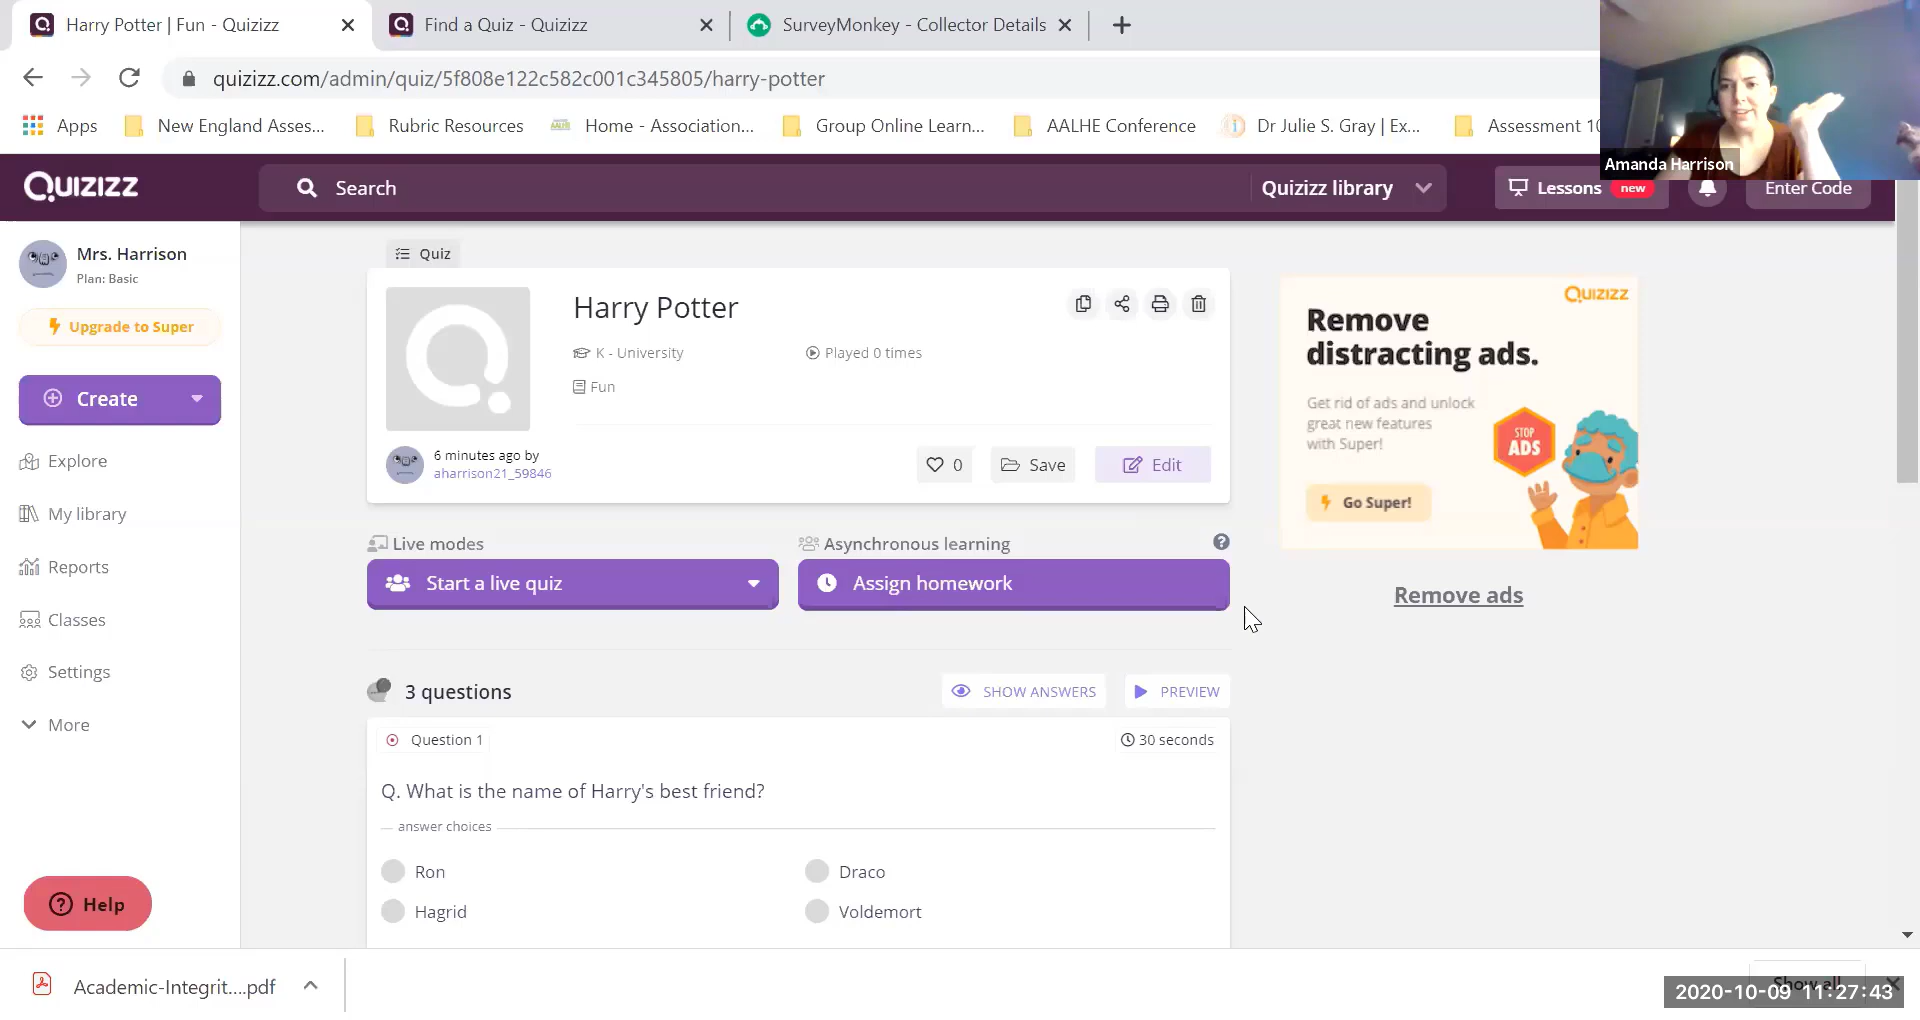 Harry Potter | Fun - Quizizz
Find a Quiz - Quizizz
SurveyMonkey - Collector Details
quizizz.com/admin/quiz/5f808e122c582c001c345805/harry-potter
Apps
New England Asses...
Rubric Resources
Home - Association...
Group Online Learn...
AALHE Conference
Dr Julie S. Gray | Ex...
Assessment 10
Amanda Harrison
Quizizz
Search
Quizizz library
Lessons new
Enter Code
Mrs. Harrison
Plan: Basic
Upgrade to Super
Create
Explore
My library
Reports
Classes
Settings
More
Help
Quiz
Harry Potter
K - University
Played 0 times
Fun
6 minutes ago by
aharrison21_59846
0
Save
Edit
Live modes
Start a live quiz
Asynchronous learning
Assign homework
Quizizz
Remove
distracting ads.
Get rid of ads and unlock
great new features
with Super!
STOP
ADS
Go Super!
Remove ads
3 questions
SHOW ANSWERS
PREVIEW
Question 1
30 seconds
Q. What is the name of Harry's best friend?
answer choices
Ron
Draco
Hagrid
Voldemort
Academic-Integrit....pdf
Show all
2020-10-09 11:27:43